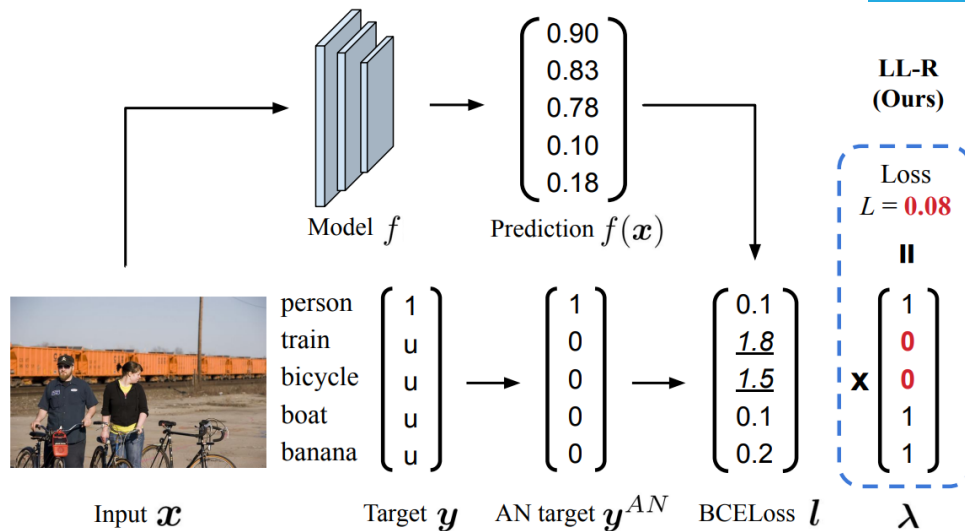 0.90
0.83
0.78
0.10
0.18
LL-R
(Ours)
Model f
Prediction f(x)
Loss
L = 0.08
=
person
train
bicycle
boat
banana
1
u
u
u
u
1
0
0
0
0
0.1
1.8
1.5
0.1
0.2
x
1
0
0
1
1
Input x
Target y
AN target y^AN
BCELoss l
λ